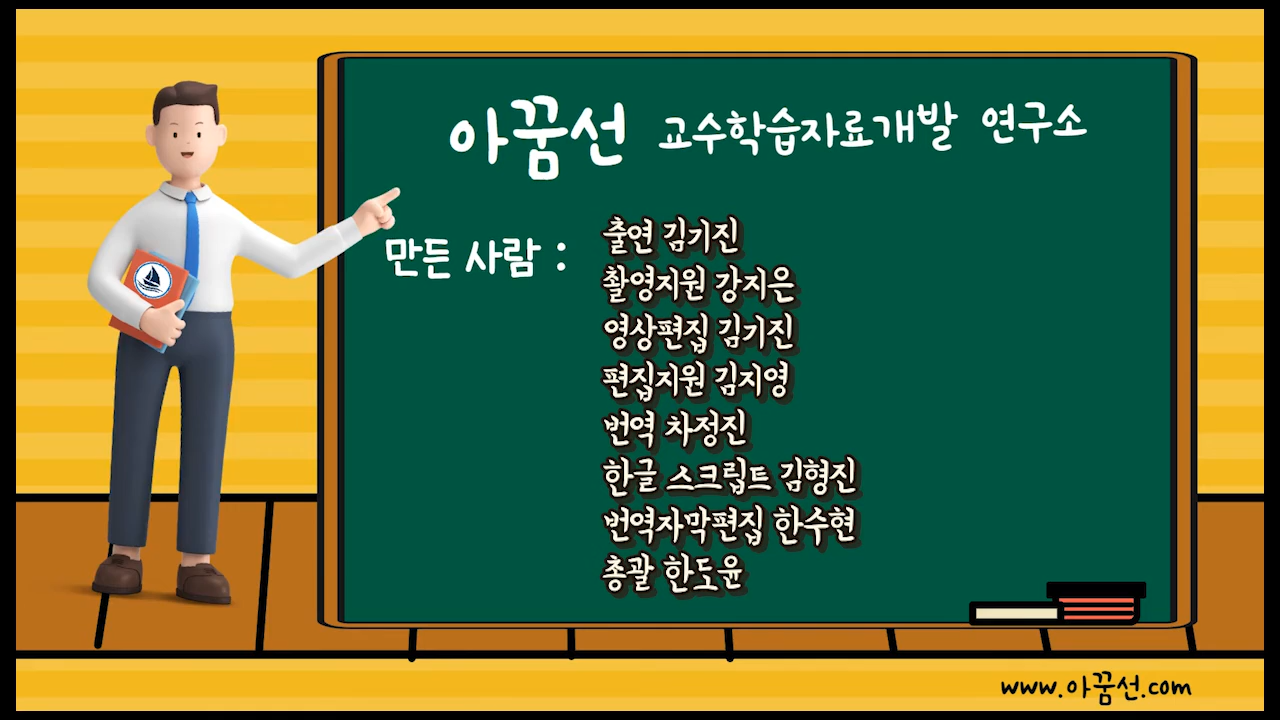 아꿈선 교수학습자료개발 연구소
만든 사람 :
출연 김기진
촬영지원 강지은
영상편집 김기진
편집지원 김지영
번역 차정진
한글 스크립트 김형진
번역자막편집 한수현
총괄 한도윤
www.아꿈선.com